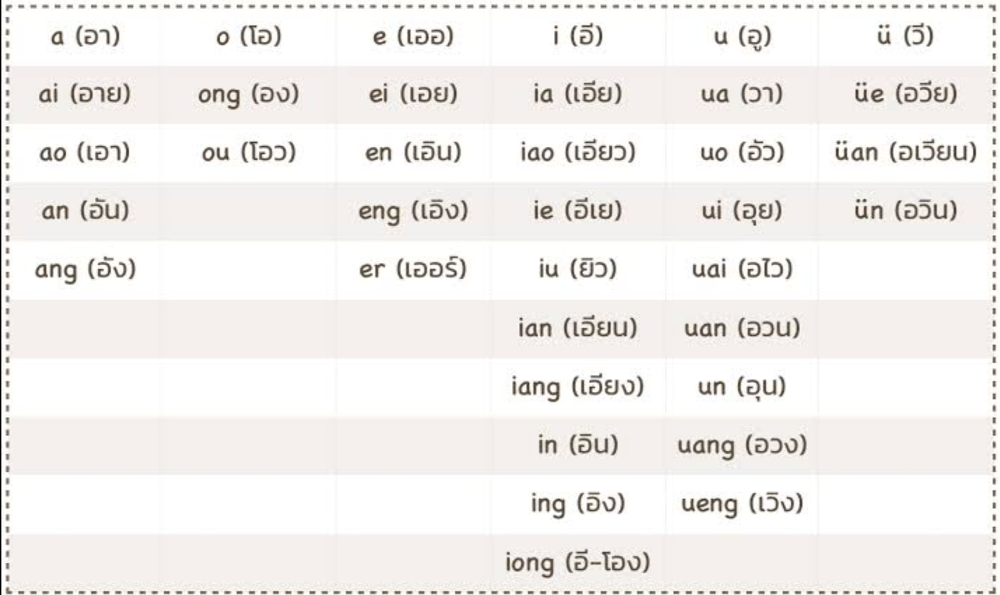 a (อา) o (โอ) e (เออ) i (อี) u (อู) ü (วี)
ai (อาย) ong (อง) ei (เอย) ia (เอีย) ua (วา) üe (อวีย)
ao (เอา) ou (โอว) en (เอิน) iao (เอียว) uo (อัว) üan (อเวียน)
an (อัน) eng (เอิง) ie (อีเย) ui (อุย) ün (อวิน)
ang (อัง) er (เออร์) iu (ยิว) uai (อไว)
ian (เอียน) uan (อวน)
iang (เอียง) un (อุน)
in (อิน) uang (อวง)
ing (อิง) ueng (เวิง)
iong (อี-โอง)